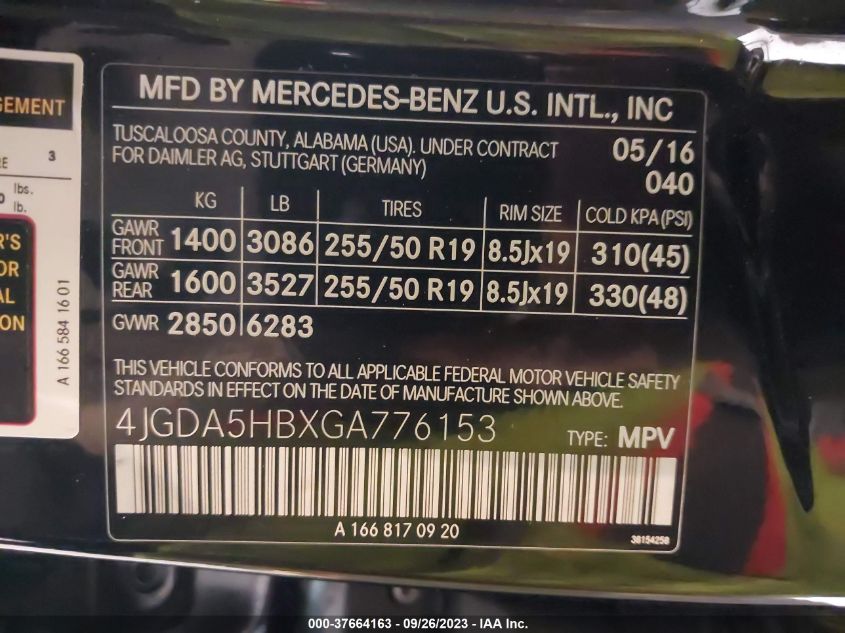 GEMENT
3
lbs.
lb.
R'S
OR
AL
ON
A 166 584 16 01
MFD BY MERCEDES-BENZ U.S. INTL., INC
TUSCALOOSA COUNTY, ALABAMA (USA). UNDER CONTRACT
FOR DAIMLER AG, STUTTGART (GERMANY)
05/16
040
KG LB TIRES RIM SIZE COLD KPA (PSI)
GAWR FRONT 1400 3086 255/50 R19 8.5Jx19 310(45)
GAWR REAR 1600 3527 255/50 R19 8.5Jx19 330(48)
GVWR 2850 6283
THIS VEHICLE CONFORMS TO ALL APPLICABLE FEDERAL MOTOR VEHICLE SAFETY
STANDARDS IN EFFECT ON THE DATE OF MANUFACTURE SHOWN ABOVE.
4JGDA5HBXGA776153 TYPE: MPV
A 166 817 09 20
38154258
000-37664163 - 09/26/2023 - IAA Inc.